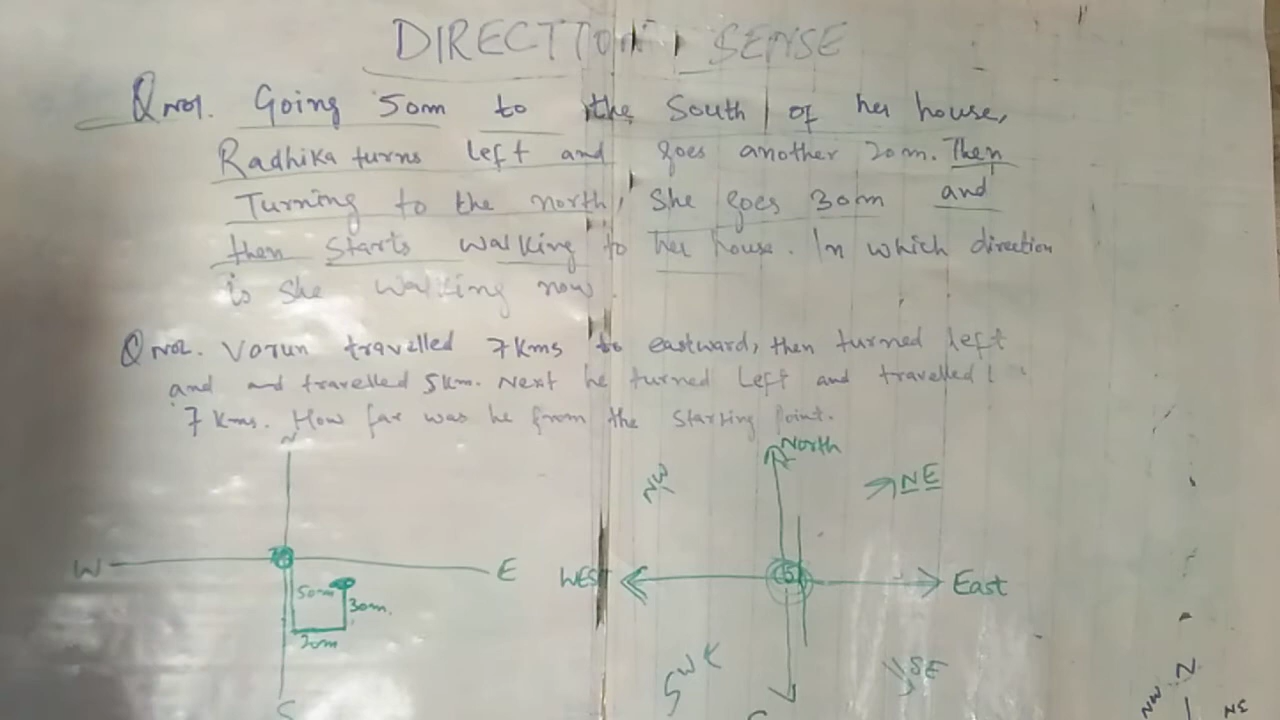 DIRECTION SENSE
Q no1. Going 50m to the South of her house,
Radhika turns left and goes another 20m. Then
Turning to the north, She goes 30m and
then starts walking to her house. In which direction
is she walking now
Q no2. Varun travelled 7Kms to eastward, then turned left
and and travelled 5km. Next he turned Left and travelled
7 Kms. How far was he from the starting point.
N
North
NW
NE
W
E
WEST
East
50m
30m.
20m
SW
SE
S
N
NW
NE